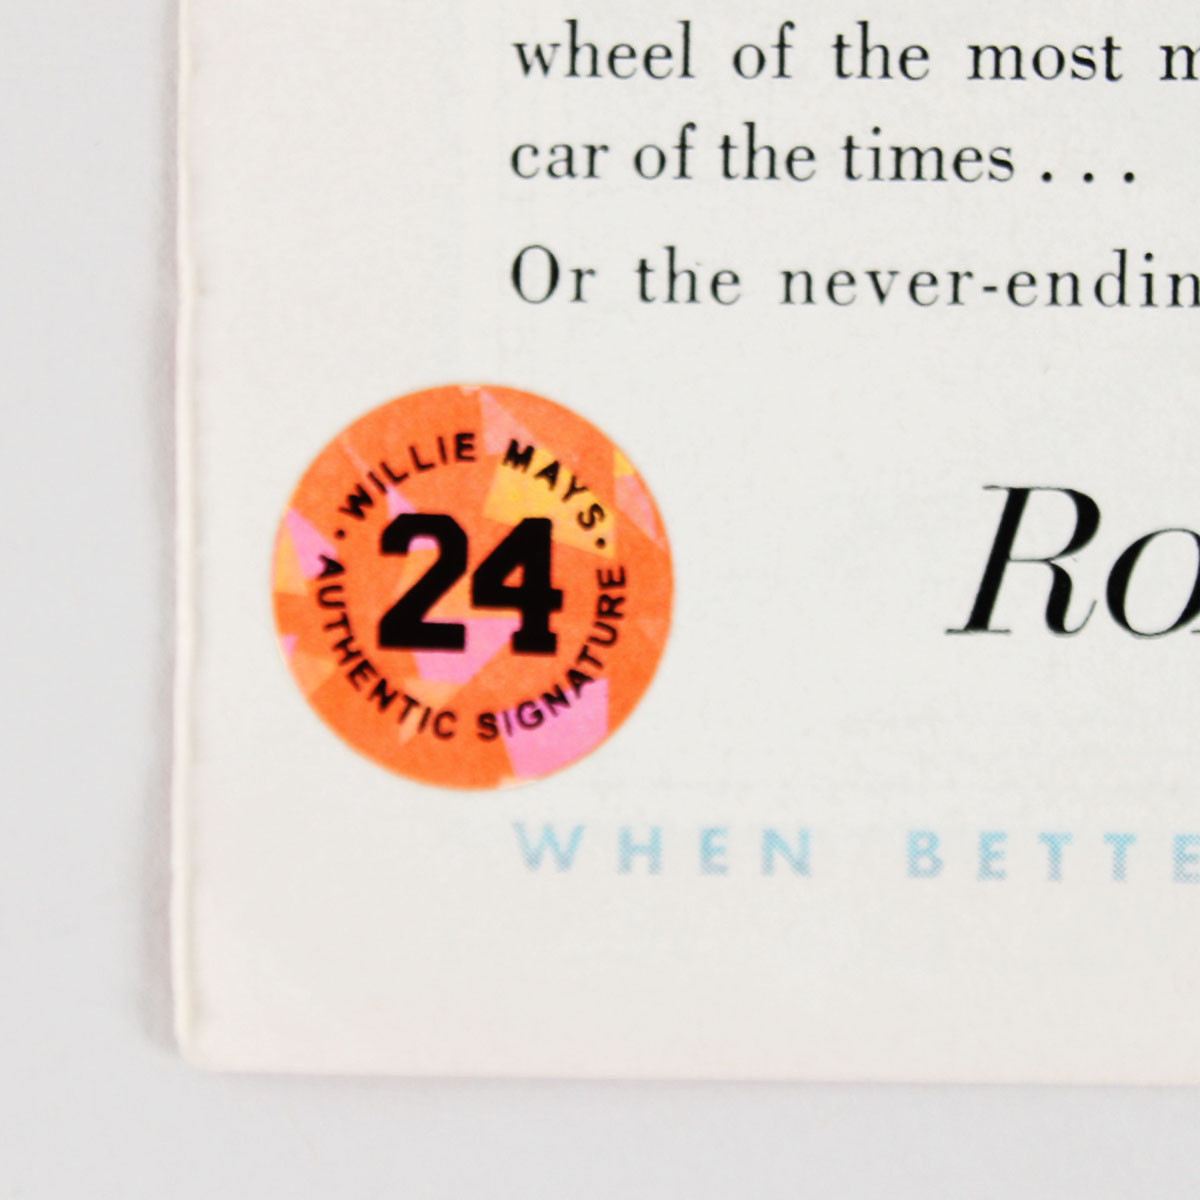 wheel of the most m
car of the times . . .
Or the never-endin
• WILLIE MAYS •
24
AUTHENTIC SIGNATURE
Ro
WHEN BETTE